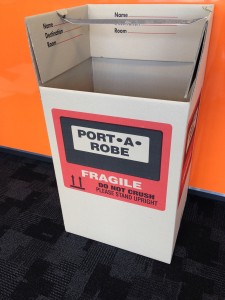 Name Name
Destination
Room Room
PORT•A•
ROBE
FRAGILE
DO NOT CRUSH
PLEASE STAND UPRIGHT